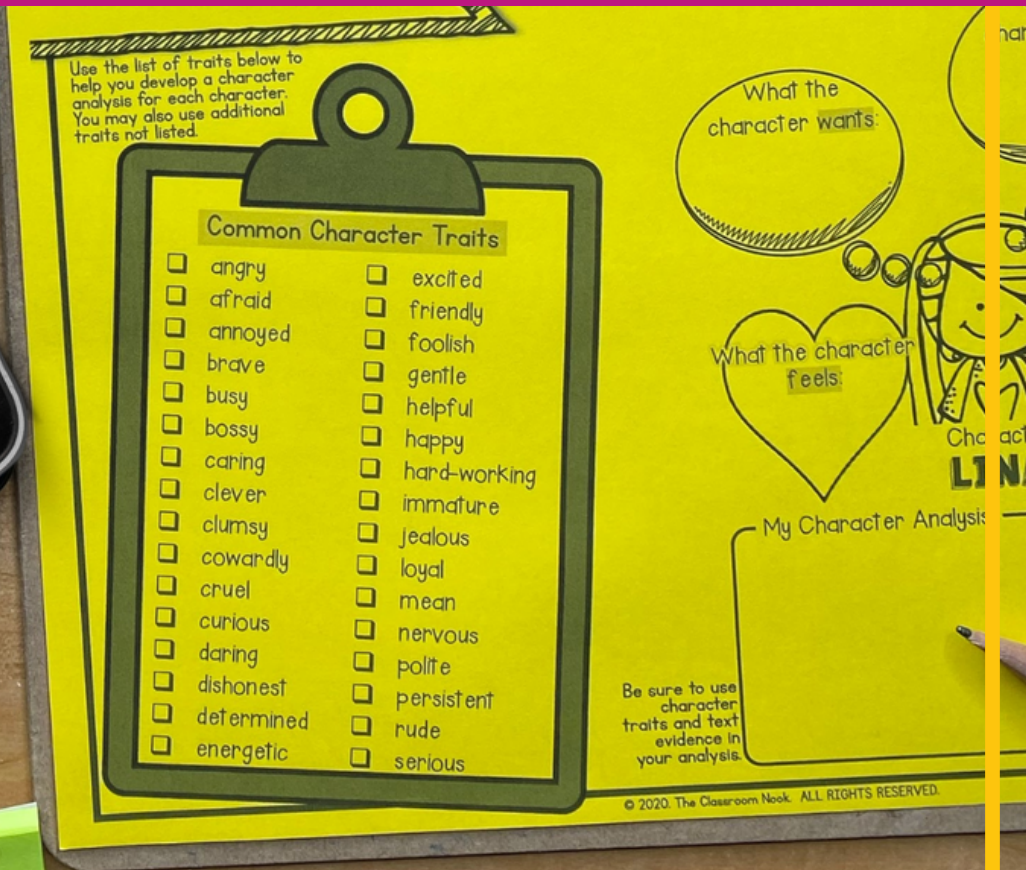 Use the list of traits below to
help you develop a character
analysis for each character.
You may also use additional
traits not listed.
Common Character Traits
angry
afraid
annoyed
brave
busy
bossy
caring
clever
clumsy
cowardly
cruel
curious
daring
dishonest
determined
energetic
excited
friendly
foolish
gentle
helpful
happy
hard-working
immature
jealous
loyal
mean
nervous
polite
persistent
rude
serious
What the
character wants:
What the character
feels:
My Character Analysis
Be sure to use
character
traits and text
evidence in
your analysis.
© 2020. The Classroom Nook. ALL RIGHTS RESERVED.